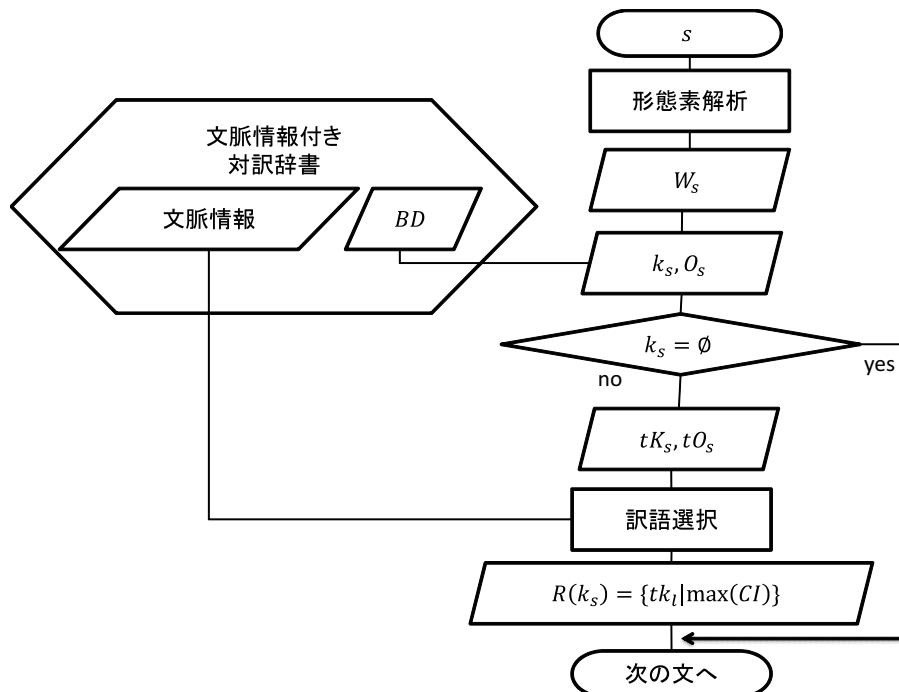 s
形態素解析
文脈情報付き
対訳辞書
W_s
文脈情報
BD
k_s, O_s
k_s = ∅
yes
no
tK_s, tO_s
訳語選択
R(k_s) = {tk_l|max(CI)}
次の文へ